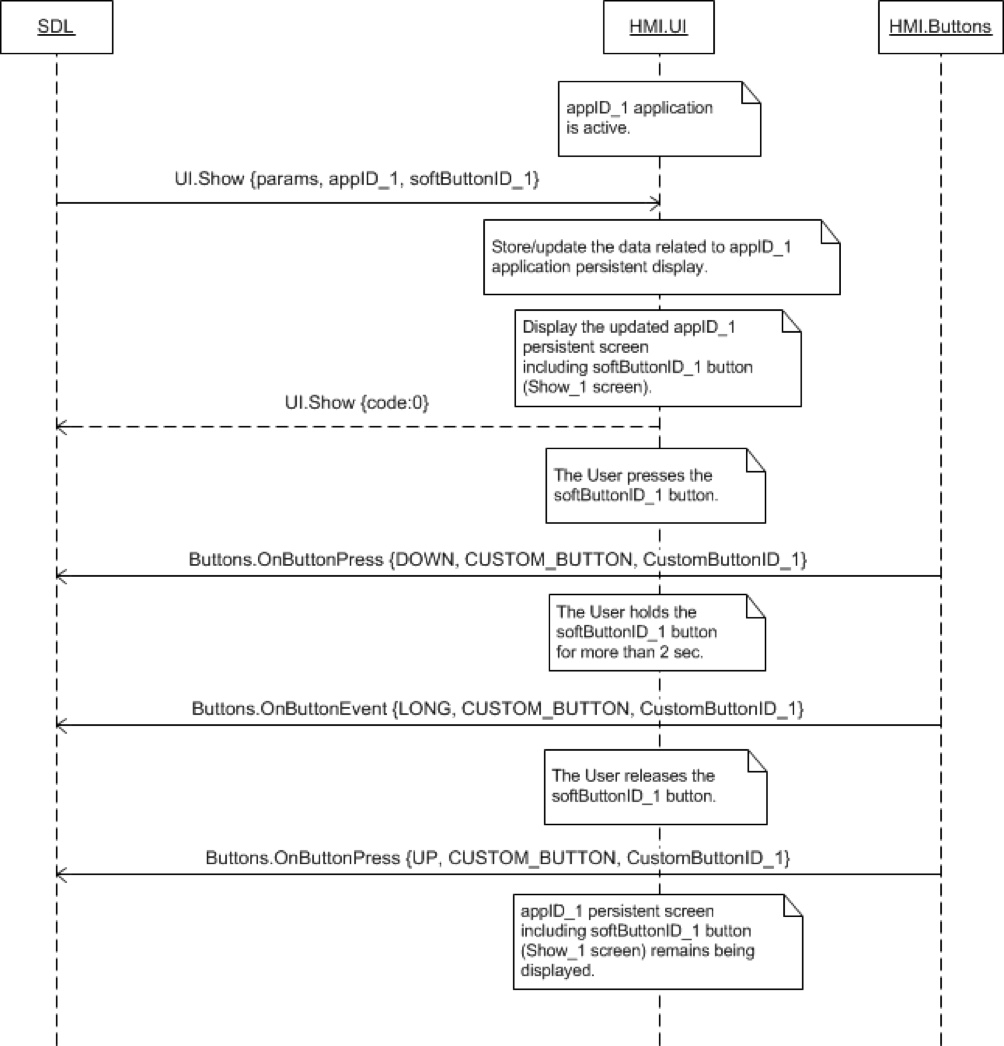 SDL
HMI.UI
HMI.Buttons
appID_1 application
is active.
UI.Show {params, appID_1, softButtonID_1}
Store/update the data related to appID_1
application persistent display.
Display the updated appID_1
persistent screen
including softButtonID_1 button
(Show_1 screen).
UI.Show {code:0}
The User presses the
softButtonID_1 button.
Buttons.OnButtonPress {DOWN, CUSTOM_BUTTON, CustomButtonID_1}
The User holds the
softButtonID_1 button
for more than 2 sec.
Buttons.OnButtonEvent {LONG, CUSTOM_BUTTON, CustomButtonID_1}
The User releases the
softButtonID_1 button.
Buttons.OnButtonPress {UP, CUSTOM_BUTTON, CustomButtonID_1}
appID_1 persistent screen
including softButtonID_1 button
(Show_1 screen) remains being
displayed.